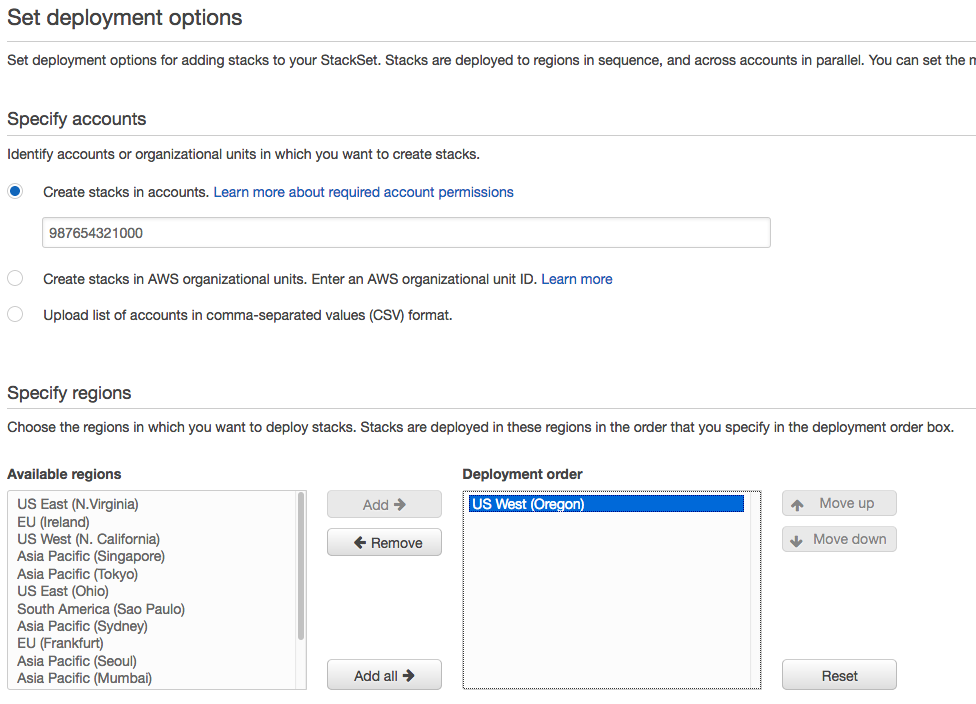 Set deployment options
Set deployment options for adding stacks to your StackSet. Stacks are deployed to regions in sequence, and across accounts in parallel. You can set the
Specify accounts
Identify accounts or organizational units in which you want to create stacks.
Create stacks in accounts. Learn more about required account permissions
987654321000
Create stacks in AWS organizational units. Enter an AWS organizational unit ID. Learn more
Upload list of accounts in comma-separated values (CSV) format.
Specify regions
Choose the regions in which you want to deploy stacks. Stacks are deployed in these regions in the order that you specify in the deployment order box.
Available regions
US East (N.Virginia)
EU (Ireland)
US West (N. California)
Asia Pacific (Singapore)
Asia Pacific (Tokyo)
US East (Ohio)
South America (Sao Paulo)
Asia Pacific (Sydney)
EU (Frankfurt)
Asia Pacific (Seoul)
Asia Pacific (Mumbai)
Add
Remove
Add all
Deployment order
US West (Oregon)
Move up
Move down
Reset